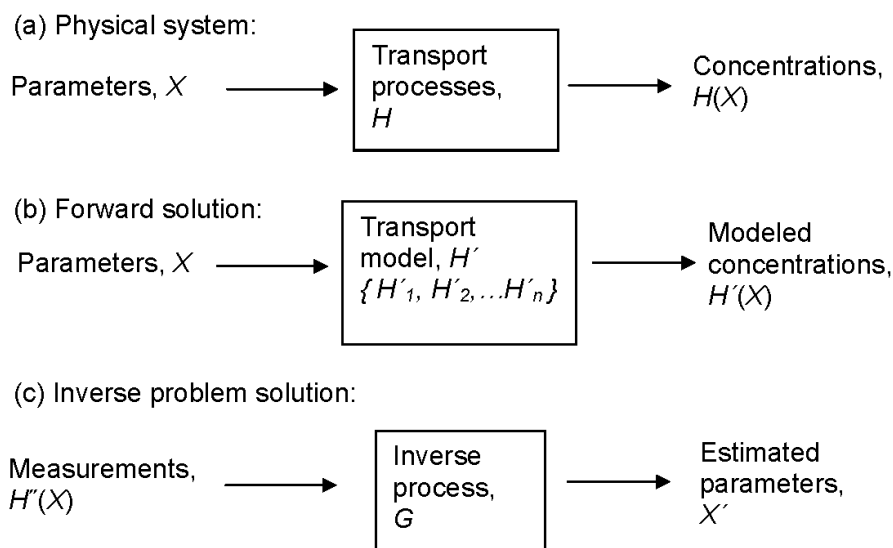 (a) Physical system:
Parameters, X
Transport
processes,
H
Concentrations,
H(X)
(b) Forward solution:
Parameters, X
Transport
model, H´
{H´1, H´2,…H´n}
Modeled
concentrations,
H´(X)
(c) Inverse problem solution:
Measurements,
H˝(X)
Inverse
process,
G
Estimated
parameters,
X´